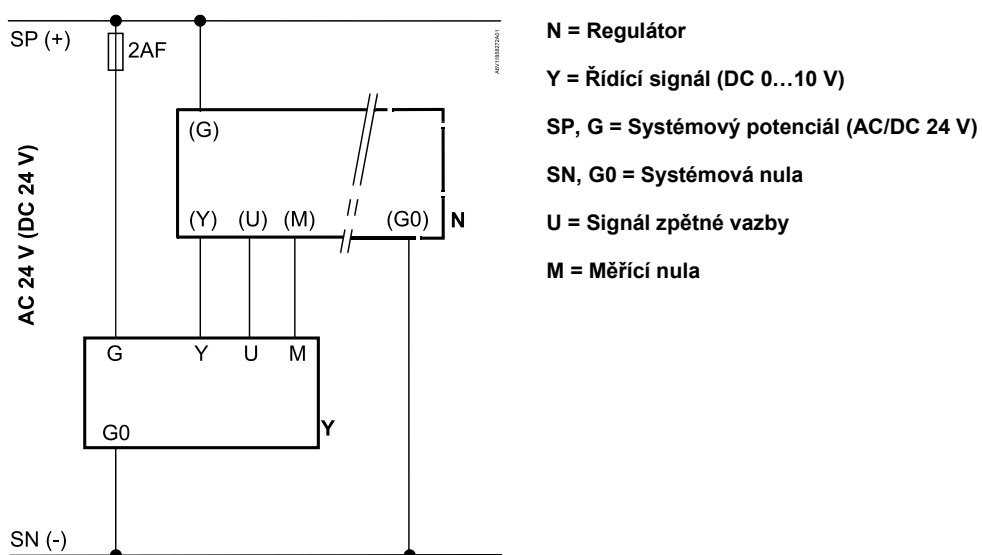 SP (+)
2AF
A6V11858272A01
(G)
(Y) (U) (M) (G0) N
AC 24 V (DC 24 V)
G Y U M
G0
Y
SN (-)
N = Regulátor
Y = Řídící signál (DC 0…10 V)
SP, G = Systémový potenciál (AC/DC 24 V)
SN, G0 = Systémová nula
U = Signál zpětné vazby
M = Měřící nula